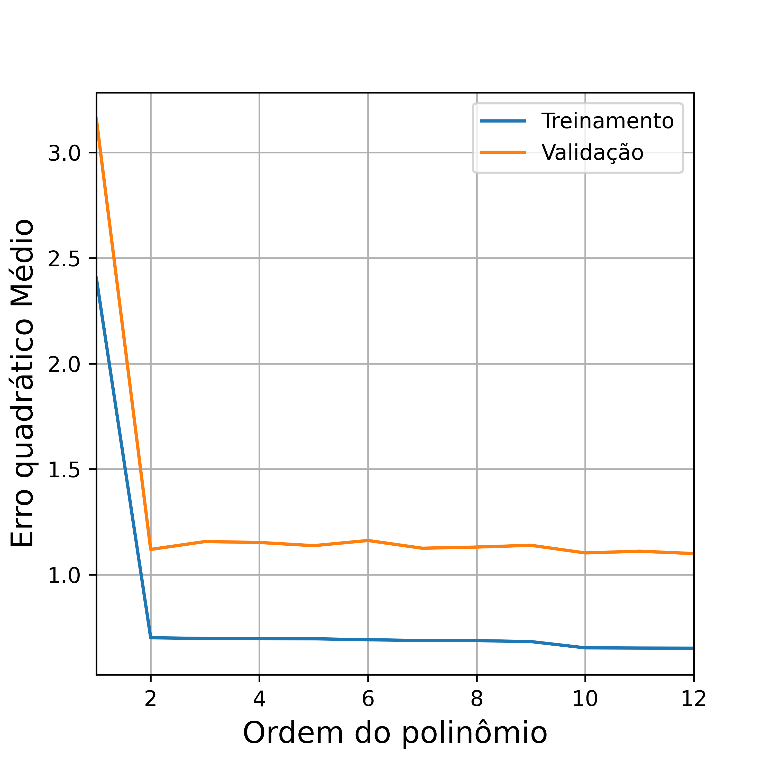 Treinamento
Validação
3.0
2.5
2.0
1.5
1.0
Erro quadrático Médio
2 4 6 8 10 12
Ordem do polinômio